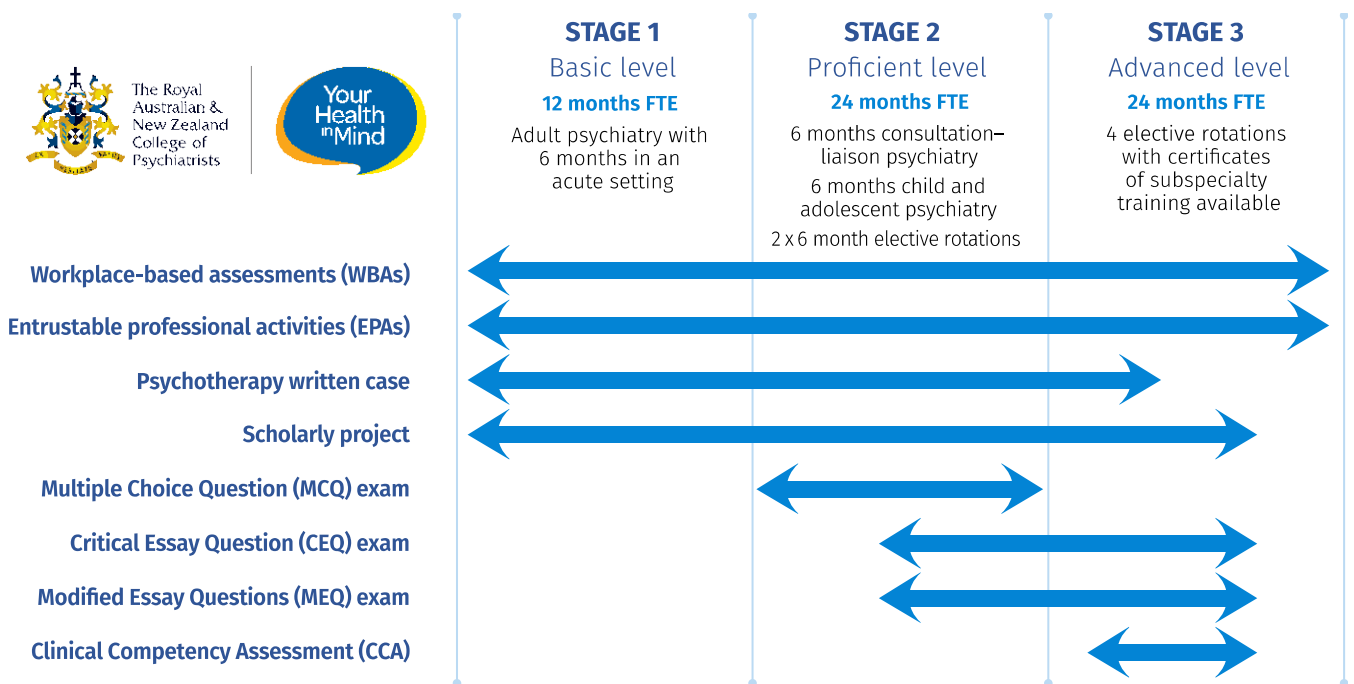 The Royal
Australian &
New Zealand
College of
Psychiatrists
Your
Health
in Mind
STAGE 1
Basic level
12 months FTE
Adult psychiatry with
6 months in an
acute setting
STAGE 2
Proficient level
24 months FTE
6 months consultation–
liaison psychiatry
6 months child and
adolescent psychiatry
2 x 6 month elective rotations
STAGE 3
Advanced level
24 months FTE
4 elective rotations
with certificates
of subspecialty
training available
Workplace-based assessments (WBAs)
Entrustable professional activities (EPAs)
Psychotherapy written case
Scholarly project
Multiple Choice Question (MCQ) exam
Critical Essay Question (CEQ) exam
Modified Essay Questions (MEQ) exam
Clinical Competency Assessment (CCA)